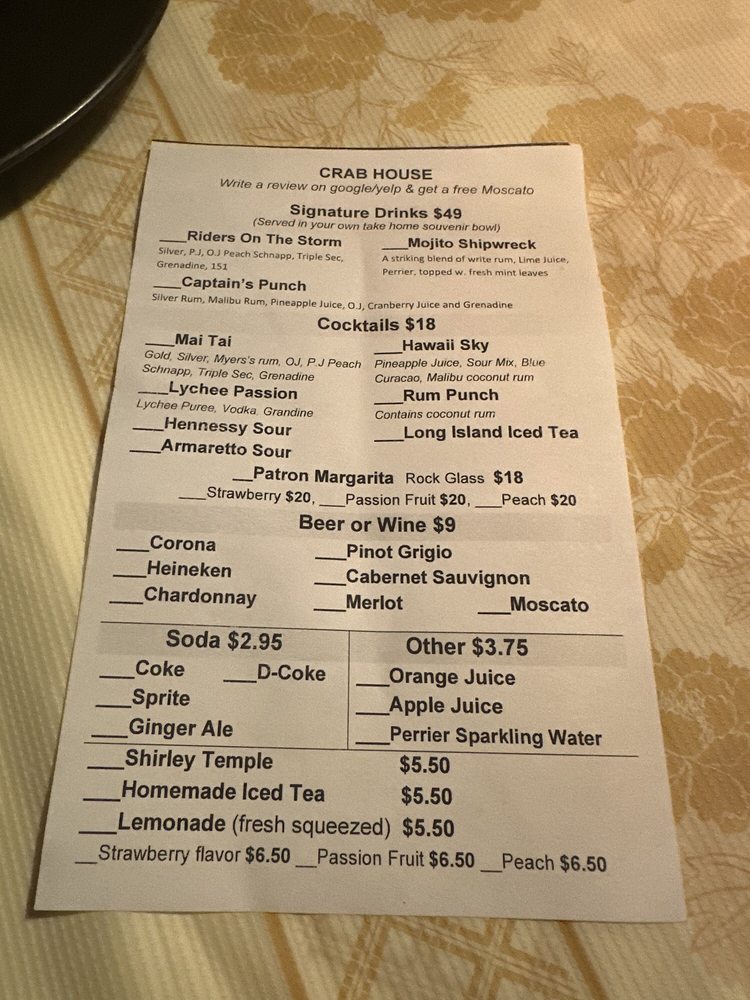 CRAB HOUSE
Write a review on google/yelp & get a free Moscato
Signature Drinks $49
(Served in your own take home souvenir bowl)
___Riders On The Storm
Silver, P.J, O.J Peach Schnapp, Triple Sec,
Grenadine, 151
___Mojito Shipwreck
A striking blend of write rum, Lime Juice,
Perrier, topped w. fresh mint leaves
___Captain's Punch
Silver Rum, Malibu Rum, Pineapple Juice, O.J, Cranberry Juice and Grenadine
Cocktails $18
___Mai Tai
Gold, Silver, Myers's rum, OJ, P.J Peach
Schnapp, Triple Sec, Grenadine
___Hawaii Sky
Pineapple Juice, Sour Mix, Blue
Curacao, Malibu coconut rum
___Lychee Passion
Lychee Puree, Vodka, Grandine
___Rum Punch
Contains coconut rum
___Hennessy Sour
___Long Island Iced Tea
___Armaretto Sour
__Patron Margarita Rock Glass $18
___Strawberry $20, ___Passion Fruit $20, ___Peach $20
Beer or Wine $9
___Corona
___Pinot Grigio
___Heineken
___Cabernet Sauvignon
___Chardonnay
___Merlot ___Moscato
Soda $2.95
___Coke ___D-Coke
___Sprite
___Ginger Ale
Other $3.75
___Orange Juice
___Apple Juice
___Perrier Sparkling Water
___Shirley Temple $5.50
___Homemade Iced Tea $5.50
___Lemonade (fresh squeezed) $5.50
__Strawberry flavor $6.50 __Passion Fruit $6.50 __Peach $6.50